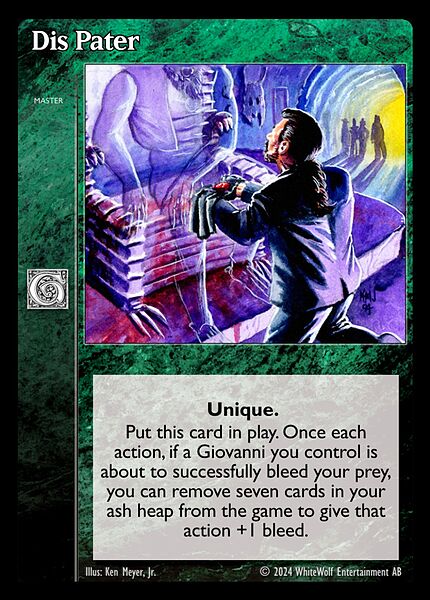 Dis Pater
MASTER
Unique.
Put this card in play. Once each
action, if a Giovanni you control is
about to successfully bleed your prey,
you can remove seven cards in your
ash heap from the game to give that
action +1 bleed.
Illus: Ken Meyer, Jr.
© 2024 WhiteWolf Entertainment AB